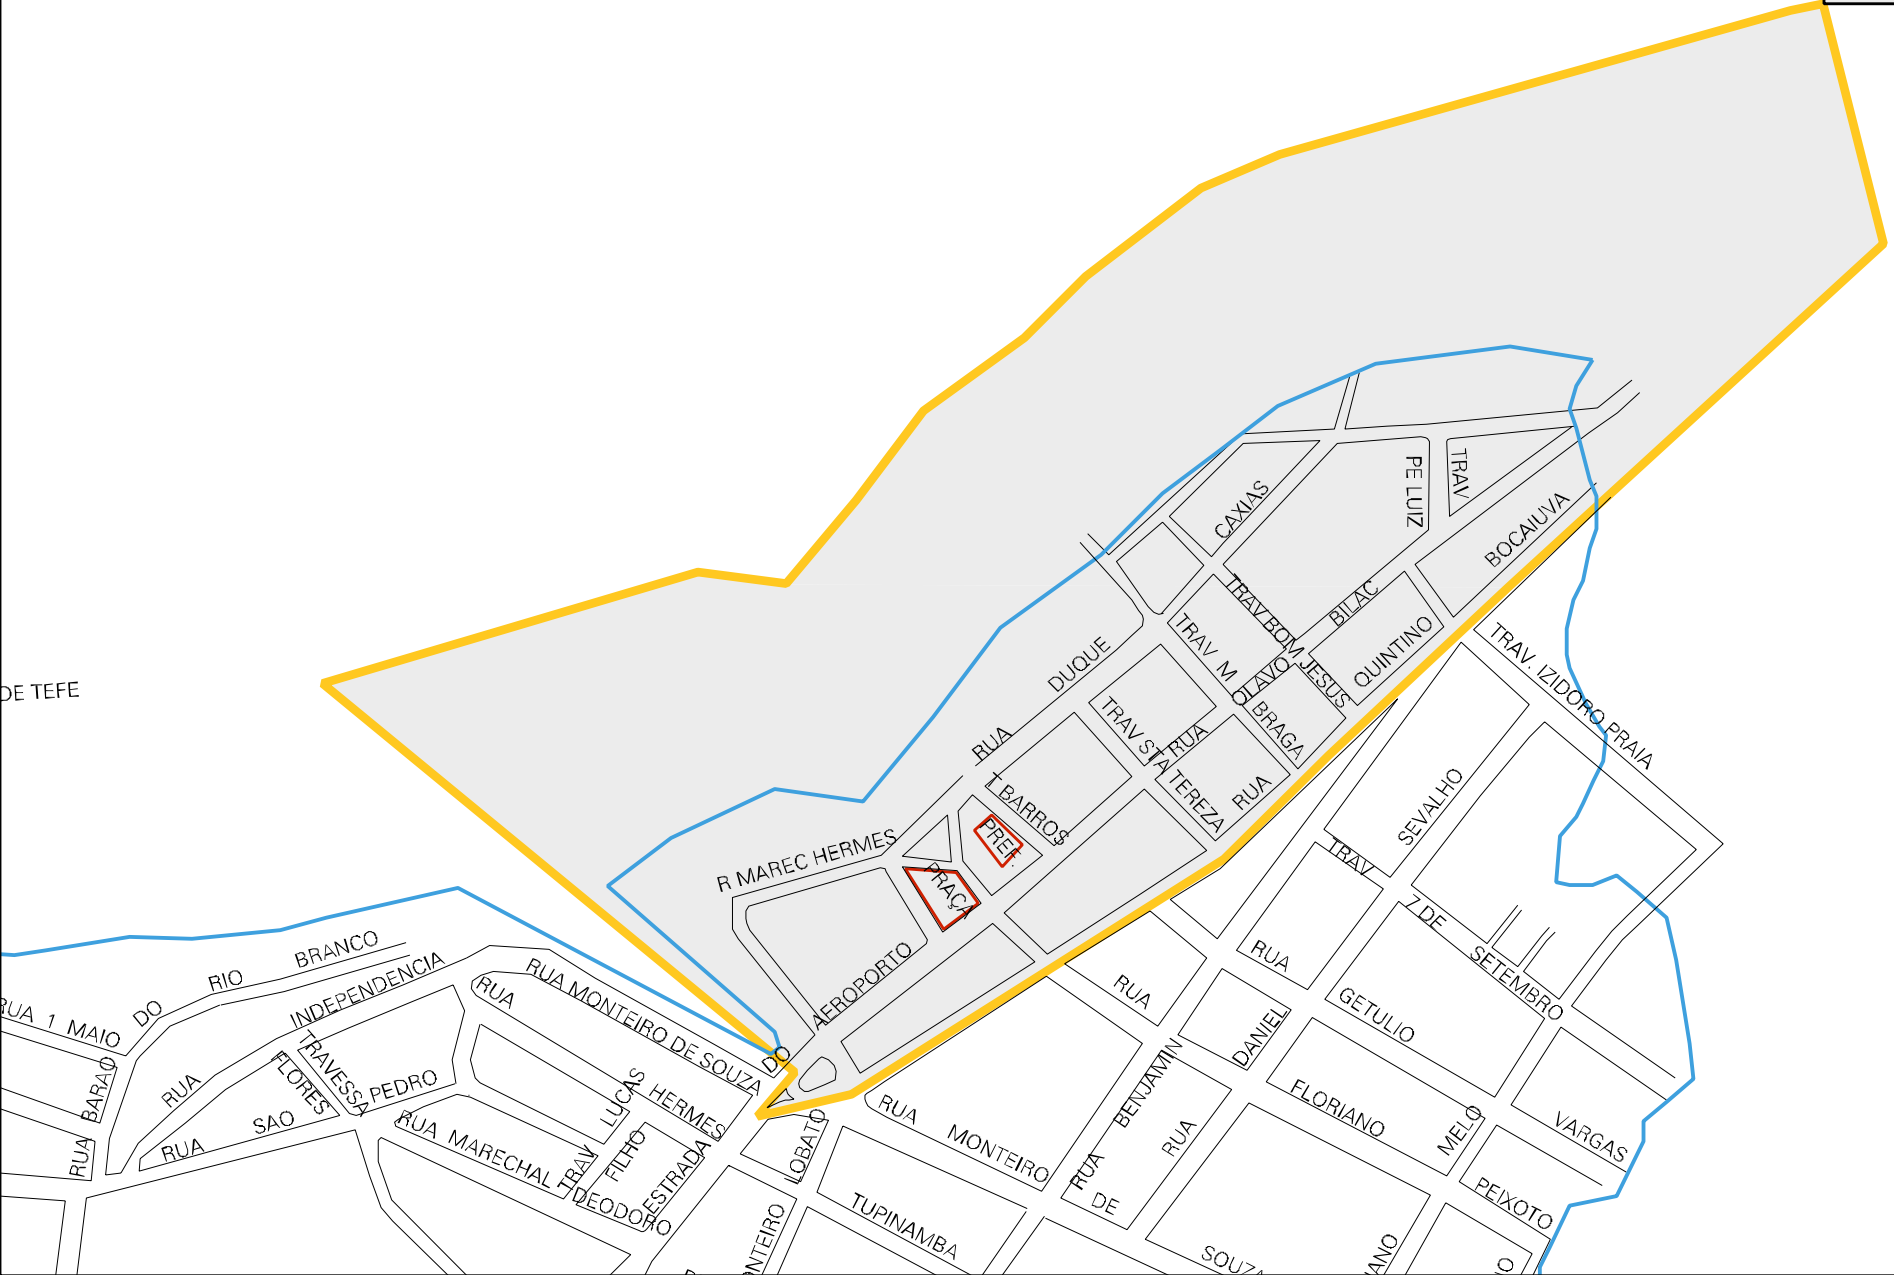 TRAV
PE LUIZ
CAXIAS
BOCAIUVA
TRAV BOM JESUS
BILAC
QUINTINO
TRAV M
OLAVO
BRAGA
DUQUE
RUA
TRAV STA TEREZA
RUA
RUA
TRAV. IZIDORO PRAIA
DE TEFE
T BARROS
PREF.
PRAÇA
R MAREC HERMES
AEROPORTO
DO
SEVALHO
TRAV
7 DE
SETEMBRO
RUA
GETULIO
VARGAS
RUA
DANIEL
BENJAMIN
RUA
FLORIANO
MELO
PEIXOTO
RUA
MONTEIRO
DE
RUA
SOUZA
TUPINAMBA
LOBATO
ESTRADA
RUA MONTEIRO DE SOUZA
RUA
HERMES
LUCAS
FILHO
TRAV
RUA MARECHAL
DEODORO
INDEPENDENCIA
RUA
BRANCO
RIO
DO
BARAO
RUA
RUA 1 MAIO
TRAVESSA
FLORES
PEDRO
SAO
RUA